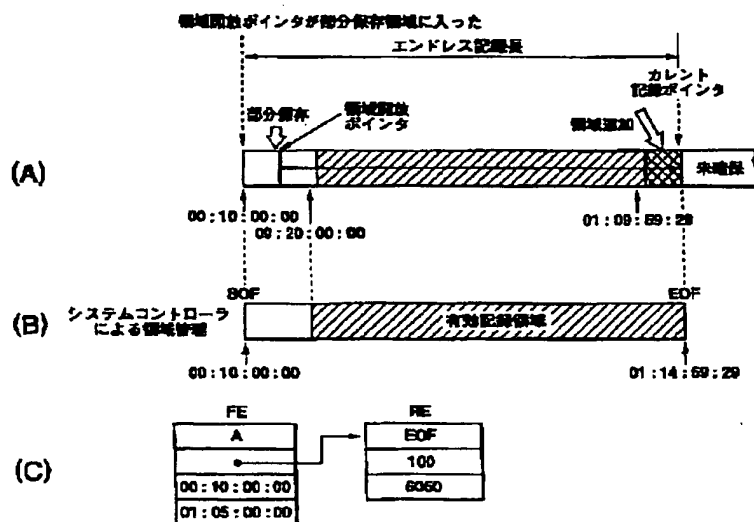 領域開放ポインタが部分保存領域に入った
エンドレス記録長
カレント
記録ポインタ
部分保存
領域開放
ポインタ
領域追加
(A)
未確保
00:10:00:00
00:20:00:00
01:09:59:29
BOF
EOF
(B)
システムコントローラ
による領域管理
有効記録領域
00:10:00:00
01:14:59:29
FE
RE
(C)
A
EOF
100
00:10:00:00
6060
01:05:00:00